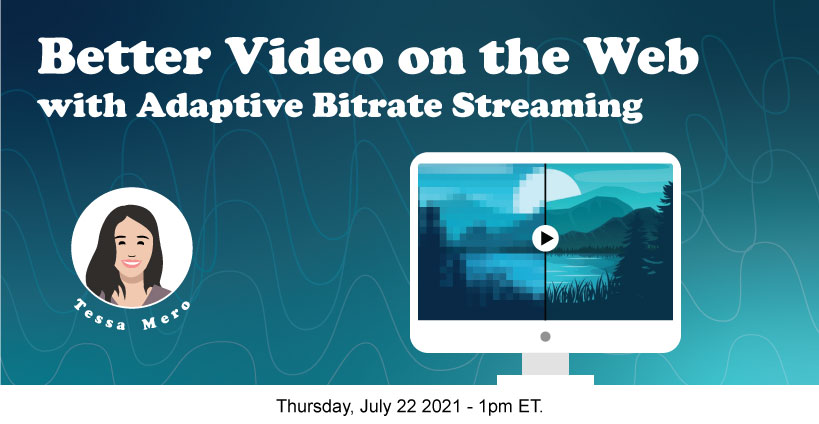 Better Video on the Web
with Adaptive Bitrate Streaming
Tessa Mero
Thursday, July 22 2021 - 1pm ET.